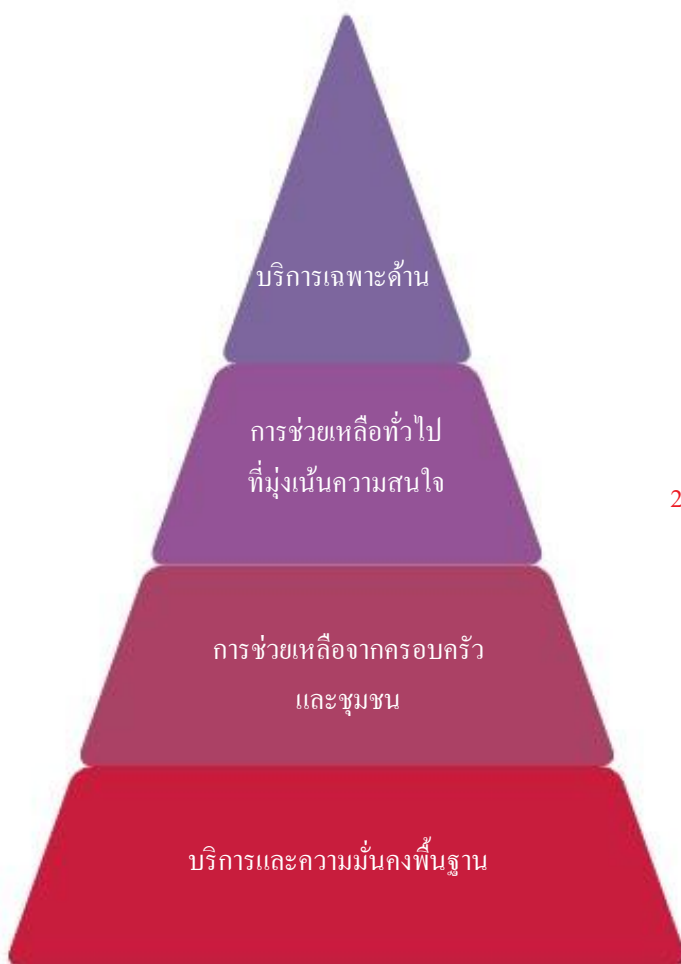 บริการเฉพาะด้าน
การช่วยเหลือทั่วไป
ที่มุ่งเน้นความสนใจ
2
การช่วยเหลือจากครอบครัว
และชุมชน
บริการและความมั่นคงพื้นฐาน